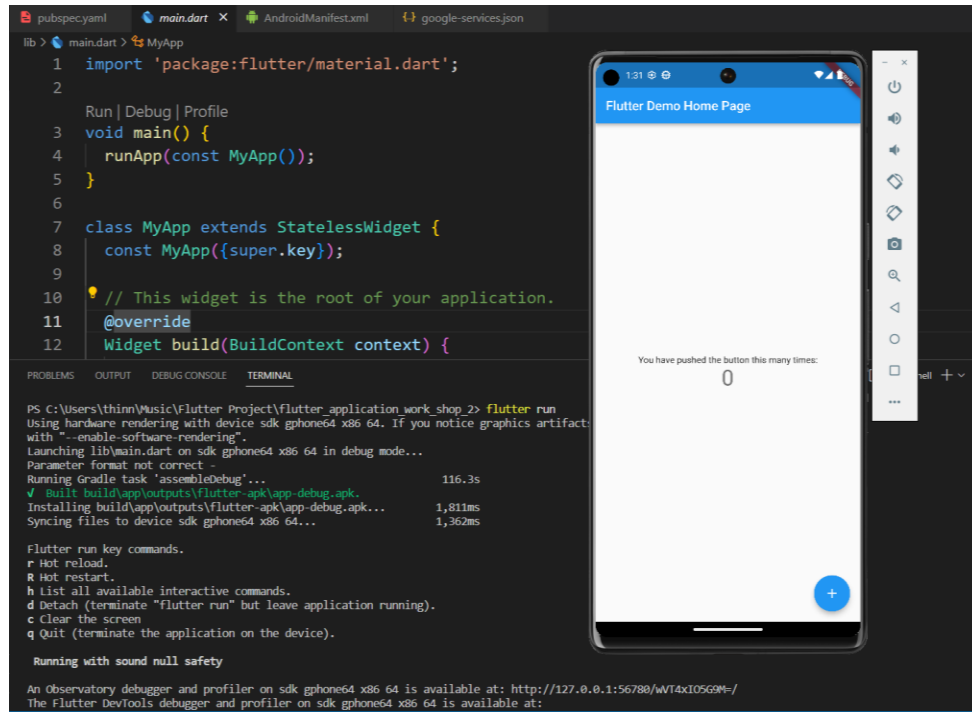 pubspec.yaml
main.dart
AndroidManifest.xml
google-services.json
lib > main.dart > MyApp
1 import 'package:flutter/material.dart';
2
Run | Debug | Profile
3 void main() {
4 runApp(const MyApp());
5 }
6
7 class MyApp extends StatelessWidget {
8 const MyApp({super.key});
9
10 // This widget is the root of your application.
11 @override
12 Widget build(BuildContext context) {
PROBLEMS OUTPUT DEBUG CONSOLE TERMINAL
PS C:\Users\thinn\Music\Flutter Project\flutter_application_work_shop_2> flutter run
Using hardware rendering with device sdk gphone64 x86 64. If you notice graphics artifact
with "--enable-software-rendering".
Launching lib\main.dart on sdk gphone64 x86 64 in debug mode...
Parameter format not correct -
Running Gradle task 'assembleDebug'... 116.3s
√ Built build\app\outputs\flutter-apk\app-debug.apk.
Installing build\app\outputs\flutter-apk\app-debug.apk... 1,811ms
Syncing files to device sdk gphone64 x86 64... 1,362ms
Flutter run key commands.
r Hot reload.
R Hot restart.
h List all available interactive commands.
d Detach (terminate "flutter run" but leave application running).
c Clear the screen
q Quit (terminate the application on the device).
Running with sound null safety
An Observatory debugger and profiler on sdk gphone64 x86 64 is available at: http://127.0.0.1:56780/wVT4xIO5G9M=/
The Flutter DevTools debugger and profiler on sdk gphone64 x86 64 is available at:
1:31
Flutter Demo Home Page
You have pushed the button this many times:
0
+